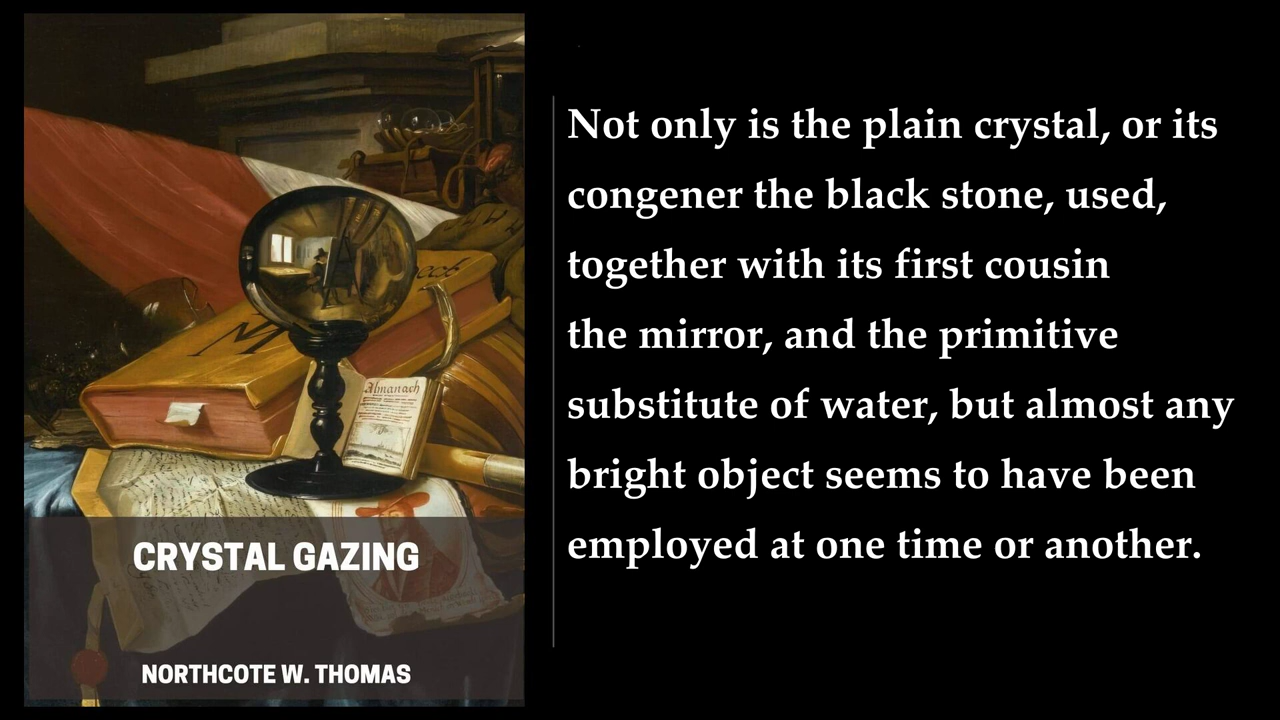 Almanach
M
CRYSTAL GAZING
NORTHCOTE W. THOMAS
Not only is the plain crystal, or its
congener the black stone, used,
together with its first cousin
the mirror, and the primitive
substitute of water, but almost any
bright object seems to have been
employed at one time or another.